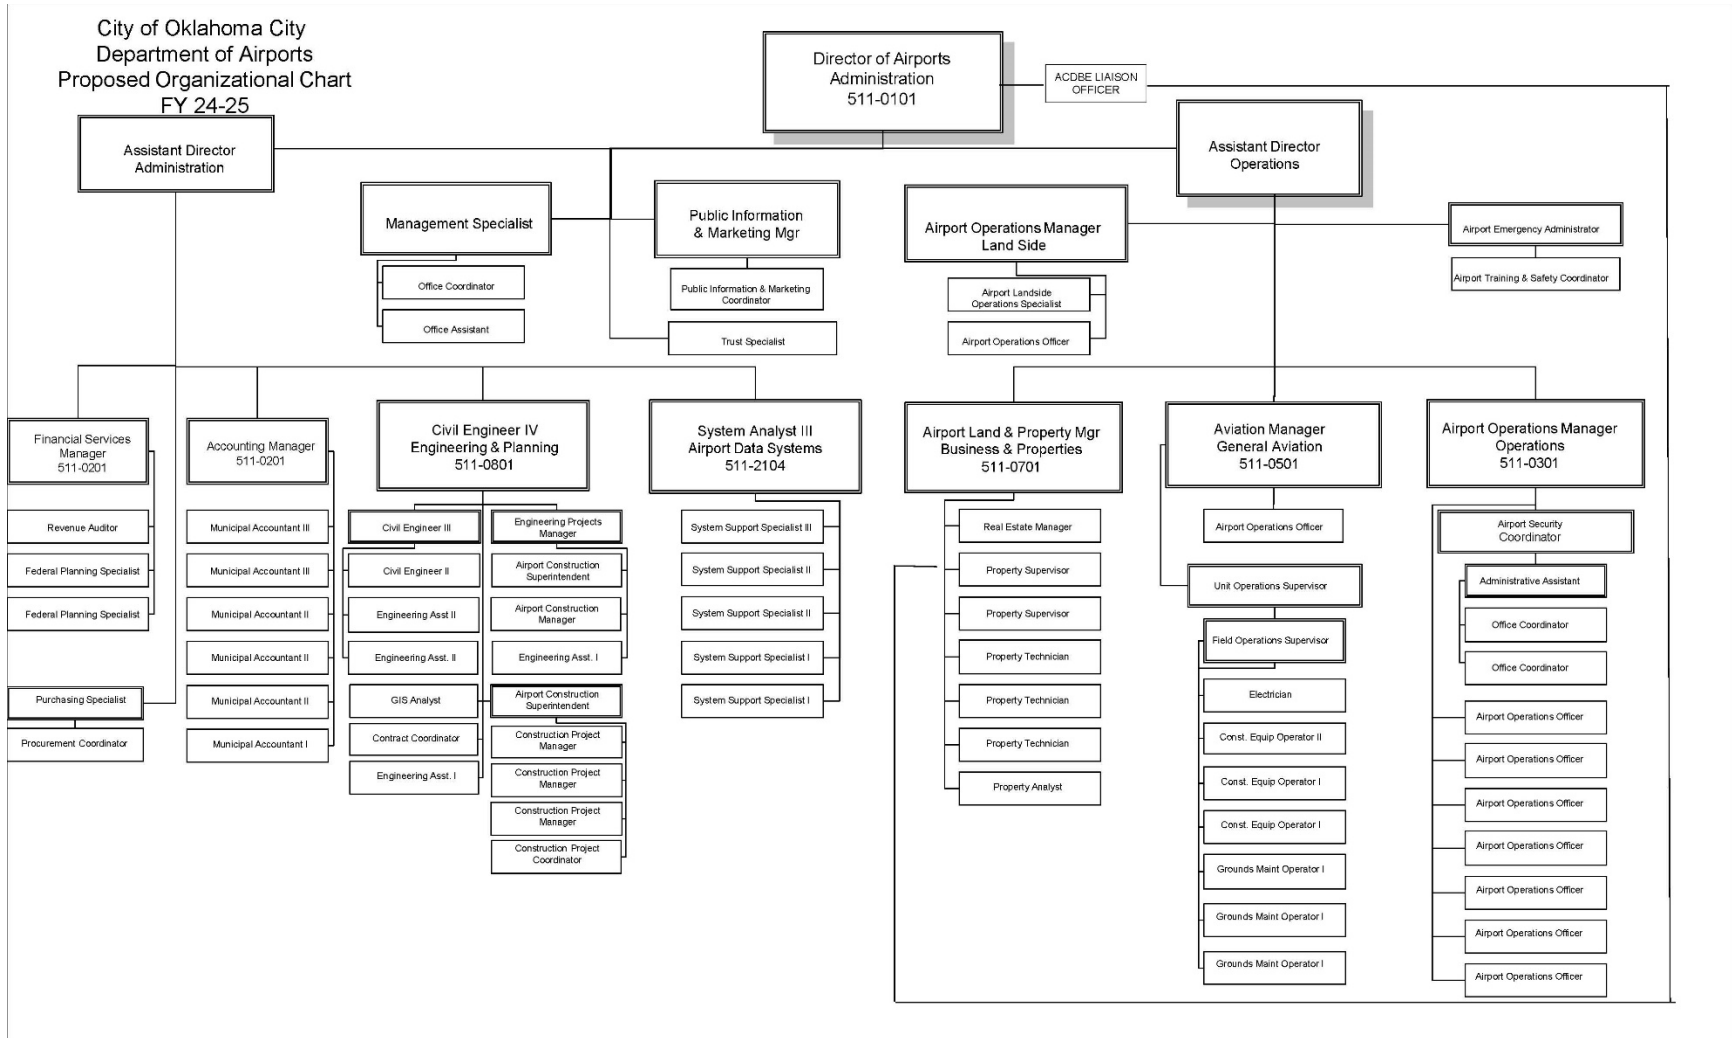 City of Oklahoma City
Department of Airports
Proposed Organizational Chart
FY 24-25
Director of Airports
Administration
511-0101
ACDBE LIAISON
OFFICER
Assistant Director
Administration
Assistant Director
Operations
Management Specialist
Office Coordinator
Office Assistant
Public Information
& Marketing Mgr
Public Information & Marketing
Coordinator
Trust Specialist
Airport Operations Manager
Land Side
Airport Landside
Operations Specialist
Airport Operations Officer
Airport Emergency Administrator
Airport Training & Safety Coordinator
Financial Services
Manager
511-0201
Revenue Auditor
Federal Planning Specialist
Federal Planning Specialist
Purchasing Specialist
Procurement Coordinator
Accounting Manager
511-0201
Municipal Accountant III
Municipal Accountant III
Municipal Accountant II
Municipal Accountant II
Municipal Accountant II
Municipal Accountant I
Civil Engineer IV
Engineering & Planning
511-0801
Civil Engineer III
Civil Engineer II
Engineering Asst II
Engineering Asst. II
GIS Analyst
Contract Coordinator
Engineering Asst. I
Engineering Projects
Manager
Airport Construction
Superintendent
Airport Construction
Manager
Engineering Asst. I
Airport Construction
Superintendent
Construction Project
Manager
Construction Project
Manager
Construction Project
Manager
Construction Project
Coordinator
System Analyst III
Airport Data Systems
511-2104
System Support Specialist III
System Support Specialist II
System Support Specialist II
System Support Specialist I
System Support Specialist I
Airport Land & Property Mgr
Business & Properties
511-0701
Real Estate Manager
Property Supervisor
Property Supervisor
Property Technician
Property Technician
Property Technician
Property Analyst
Aviation Manager
General Aviation
511-0501
Airport Operations Officer
Unit Operations Supervisor
Field Operations Supervisor
Electrician
Const. Equip Operator II
Const. Equip Operator I
Const. Equip Operator I
Grounds Maint Operator I
Grounds Maint Operator I
Grounds Maint Operator I
Airport Operations Manager
Operations
511-0301
Airport Security
Coordinator
Administrative Assistant
Office Coordinator
Office Coordinator
Airport Operations Officer
Airport Operations Officer
Airport Operations Officer
Airport Operations Officer
Airport Operations Officer
Airport Operations Officer
Airport Operations Officer